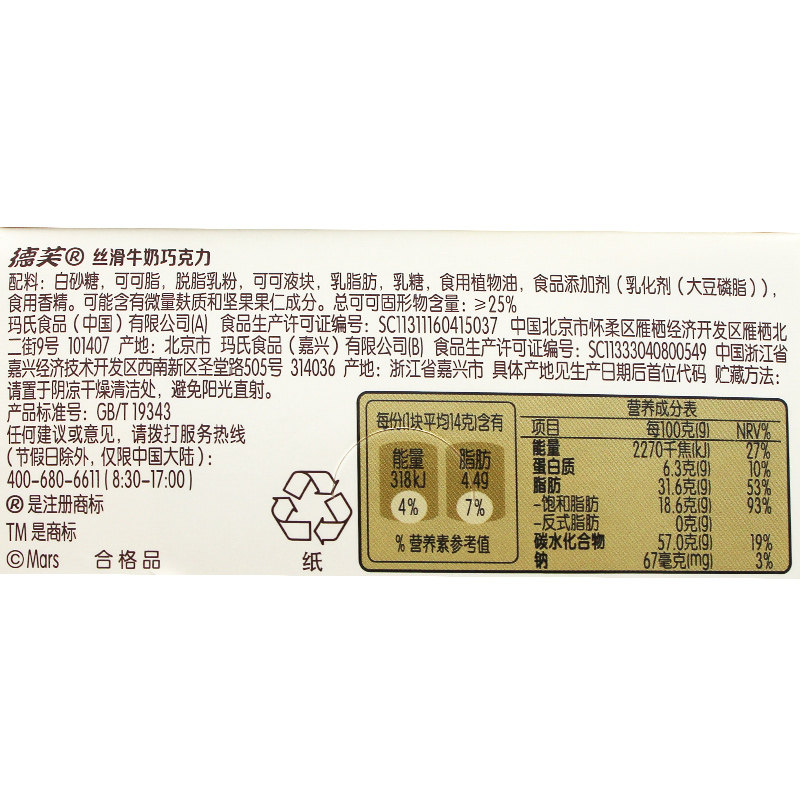 德芙® 丝滑牛奶巧克力
配料：白砂糖，可可脂，脱脂乳粉，可可液块，乳脂肪，乳糖，食用植物油，食品添加剂（乳化剂（大豆磷脂）），
食用香精。可能含有微量麸质和坚果果仁成分。总可可固形物含量：≥25%
玛氏食品（中国）有限公司(A) 食品生产许可证编号：SC11311160415037 中国北京市怀柔区雁栖经济开发区雁栖北
二街9号 101407 产地：北京市 玛氏食品（嘉兴）有限公司(B) 食品生产许可证编号：SC11333040800549 中国浙江省
嘉兴经济技术开发区西南新区圣堂路505号 314036 产地：浙江省嘉兴市 具体产地见生产日期后首位代码 贮藏方法：
请置于阴凉干燥清洁处，避免阳光直射。
产品标准号：GB/T 19343
任何建议或意见，请拨打服务热线
（节假日除外，仅限中国大陆）：
400-680-6611（8:30-17:00）
®是注册商标
TM 是商标
©Mars 合格品
纸
每份(1块平均14克)含有
能量 脂肪
318kJ 4.4g
4% 7%
% 营养素参考值
营养成分表
项目 每100克(g) NRV%
能量 2270千焦(kJ) 27%
蛋白质 6.3克(g) 10%
脂肪 31.6克(g) 53%
-饱和脂肪 18.6克(g) 93%
-反式脂肪 0克(g)
碳水化合物 57.0克(g) 19%
钠 67毫克(mg) 3%